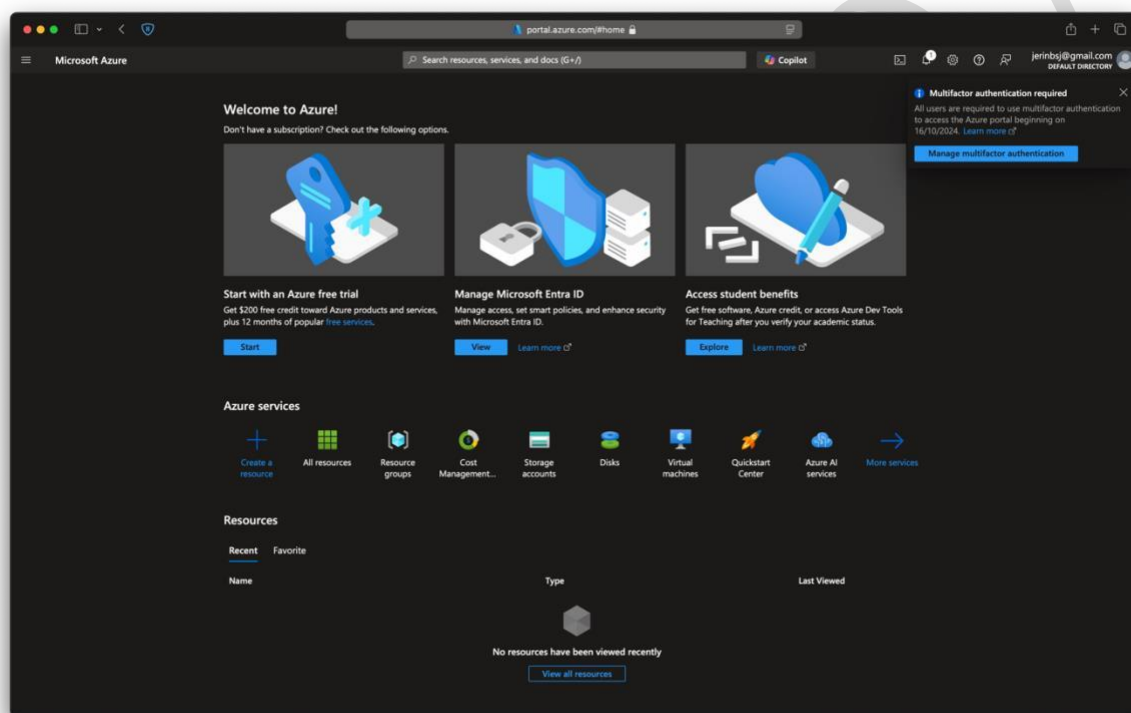 portal.azure.com/#home
Microsoft Azure
Search resources, services, and docs (G+/)
Copilot
1
jerinbsj@gmail.com
DEFAULT DIRECTORY
Multifactor authentication required
All users are required to use multifactor authentication
to access the Azure portal beginning on
16/10/2024. Learn more
Manage multifactor authentication
Welcome to Azure!
Don't have a subscription? Check out the following options.
Start with an Azure free trial
Get $200 free credit toward Azure products and services,
plus 12 months of popular free services.
Start
Manage Microsoft Entra ID
Manage access, set smart policies, and enhance security
with Microsoft Entra ID.
View Learn more
Access student benefits
Get free software, Azure credit, or access Azure Dev Tools
for Teaching after you verify your academic status.
Explore Learn more
Azure services
Create a
resource
All resources
Resource
groups
Cost
Management...
Storage
accounts
Disks
Virtual
machines
Quickstart
Center
Azure AI
services
More services
Resources
Recent Favorite
Name Type Last Viewed
No resources have been viewed recently
View all resources